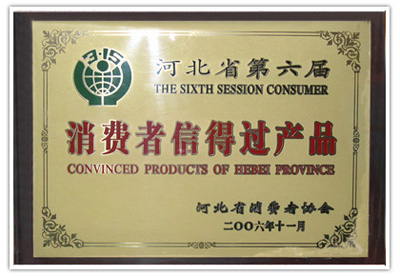 3·15
河北省第六届
THE SIXTH SESSION CONSUMER
消费者信得过产品
CONVINCED PRODUCTS OF HEBEI PROVINCE
河北省消费者协会
二〇〇六年十一月